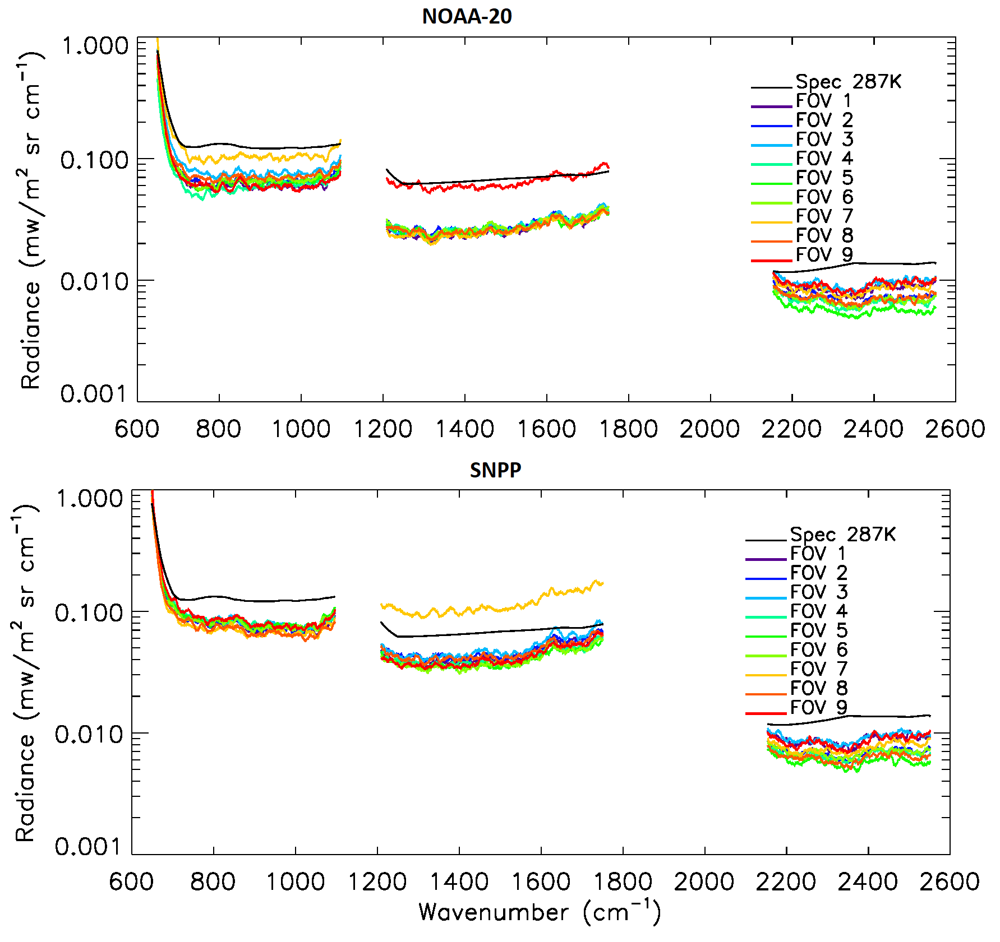 NOAA-20
Radiance (mw/m² sr cm⁻¹)
1.000
0.100
0.010
0.001
Spec 287K
FOV 1
FOV 2
FOV 3
FOV 4
FOV 5
FOV 6
FOV 7
FOV 8
FOV 9
600 800 1000 1200 1400 1600 1800 2000 2200 2400 2600
SNPP
Radiance (mw/m² sr cm⁻¹)
1.000
0.100
0.010
0.001
Spec 287K
FOV 1
FOV 2
FOV 3
FOV 4
FOV 5
FOV 6
FOV 7
FOV 8
FOV 9
600 800 1000 1200 1400 1600 1800 2000 2200 2400 2600
Wavenumber (cm⁻¹)